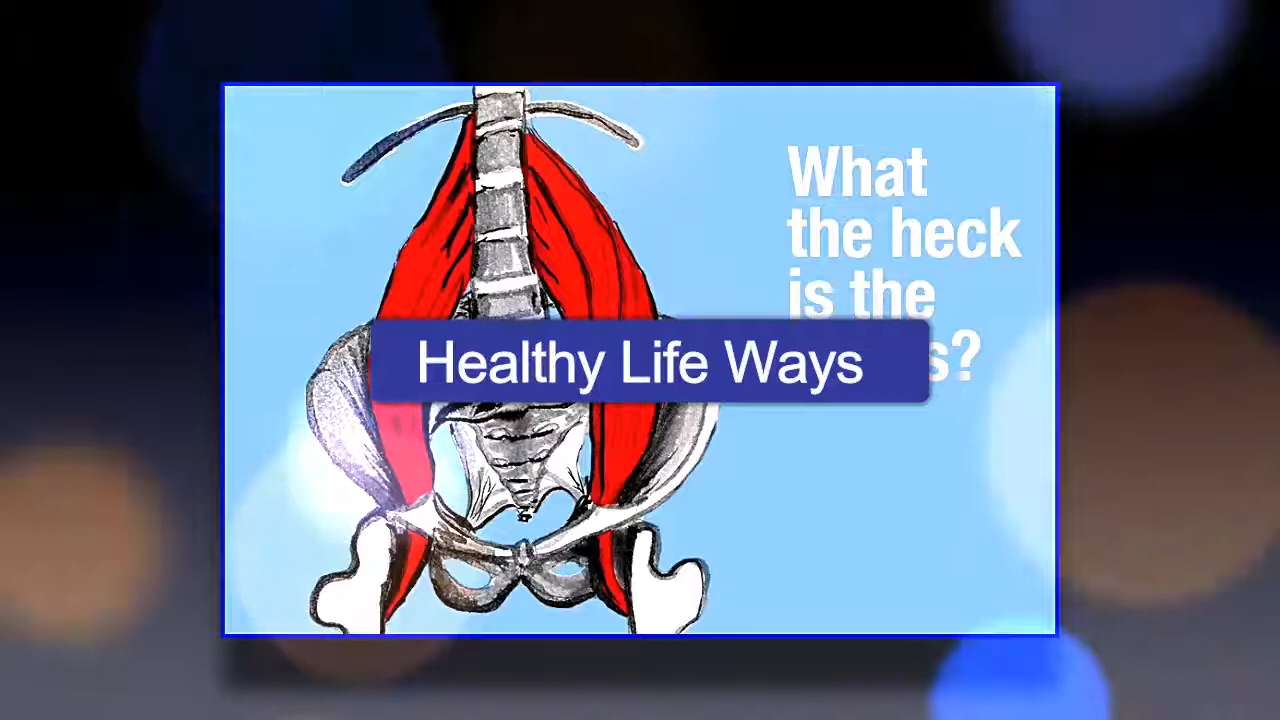 What
the heck
is the
s?
Healthy Life Ways